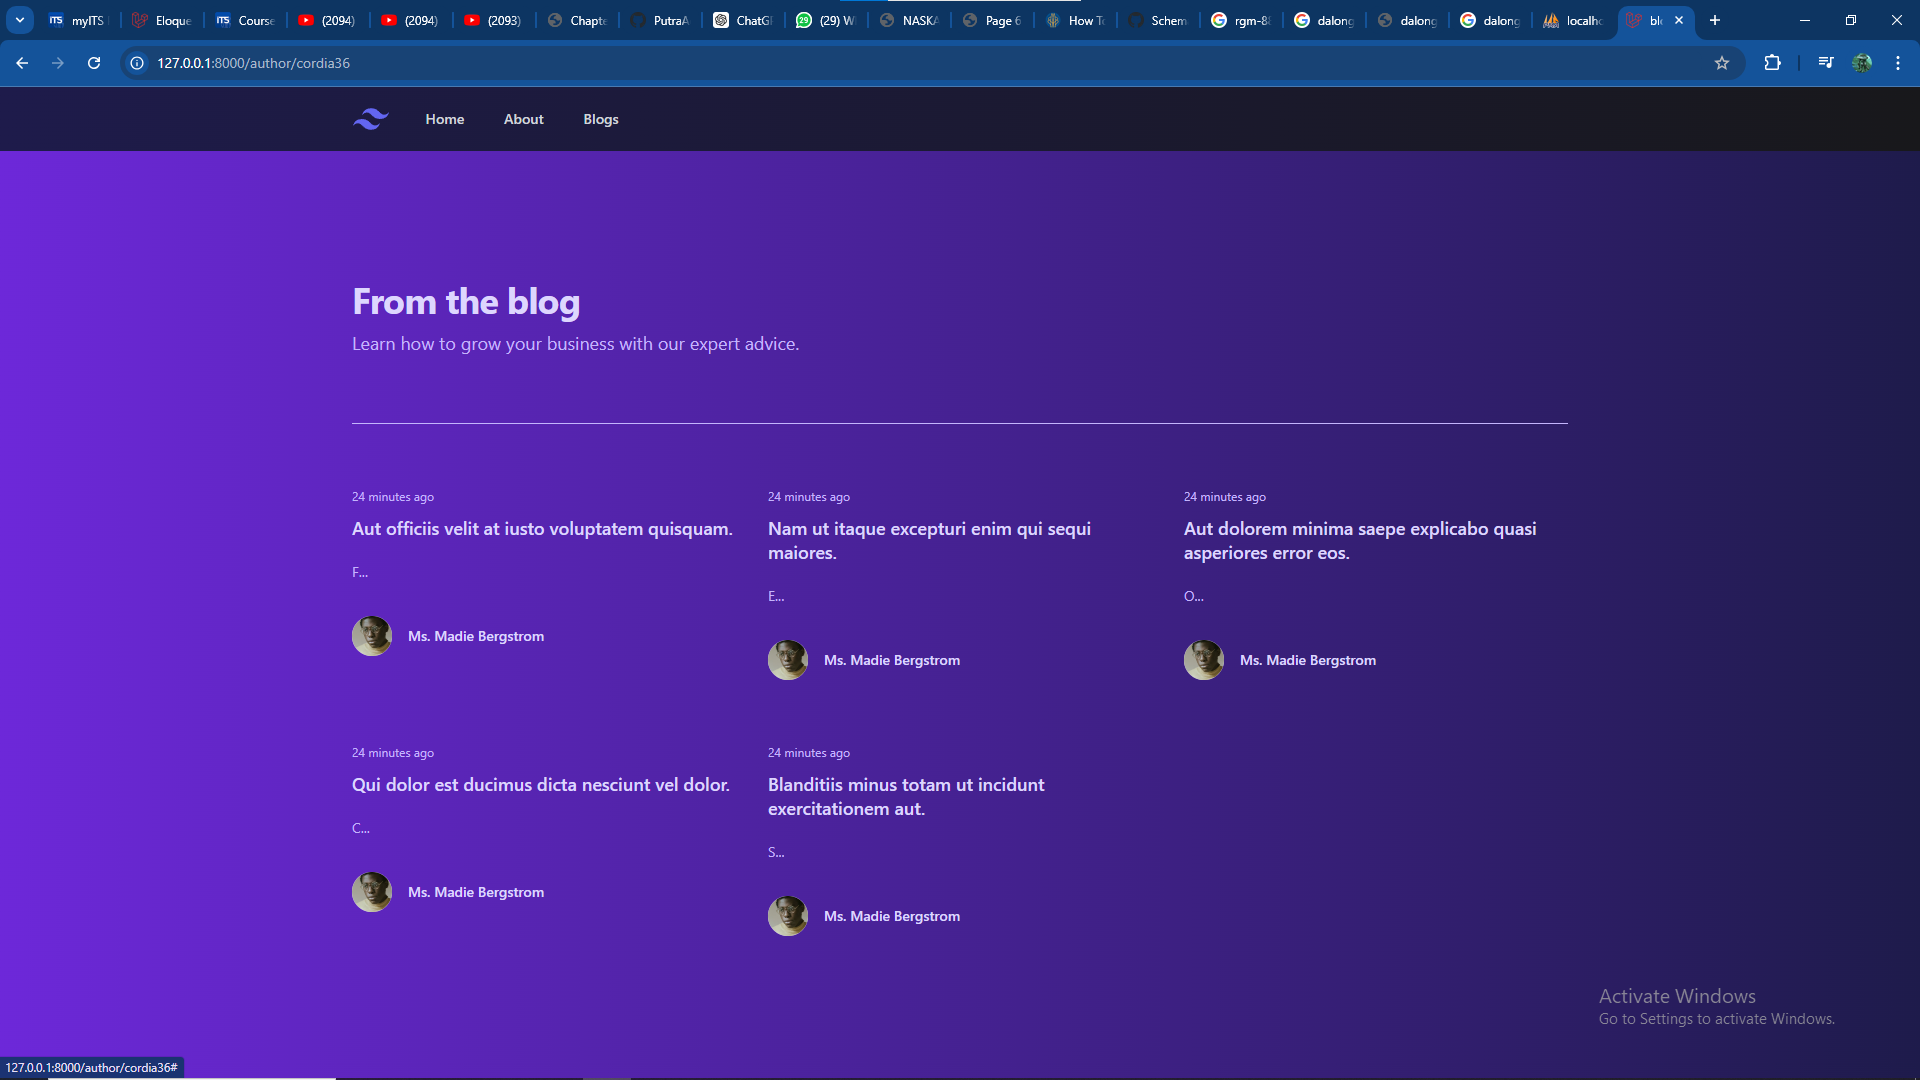 ITS myITS
Eloque
ITS Course
(2094)
(2094)
(2093)
Chapte
PutraA
ChatGP
29 (29) W
NASKA
Page 6
How To
Schem
rgm-8
dalong
dalong
dalong
localho
blo
127.0.0.1:8000/author/cordia36
Home About Blogs
From the blog
Learn how to grow your business with our expert advice.
24 minutes ago
Aut officiis velit at iusto voluptatem quisquam.
F...
Ms. Madie Bergstrom
24 minutes ago
Nam ut itaque excepturi enim qui sequi
maiores.
E...
Ms. Madie Bergstrom
24 minutes ago
Aut dolorem minima saepe explicabo quasi
asperiores error eos.
O...
Ms. Madie Bergstrom
24 minutes ago
Qui dolor est ducimus dicta nesciunt vel dolor.
C...
Ms. Madie Bergstrom
24 minutes ago
Blanditiis minus totam ut incidunt
exercitationem aut.
S...
Ms. Madie Bergstrom
Activate Windows
Go to Settings to activate Windows.
127.0.0.1:8000/author/cordia36#